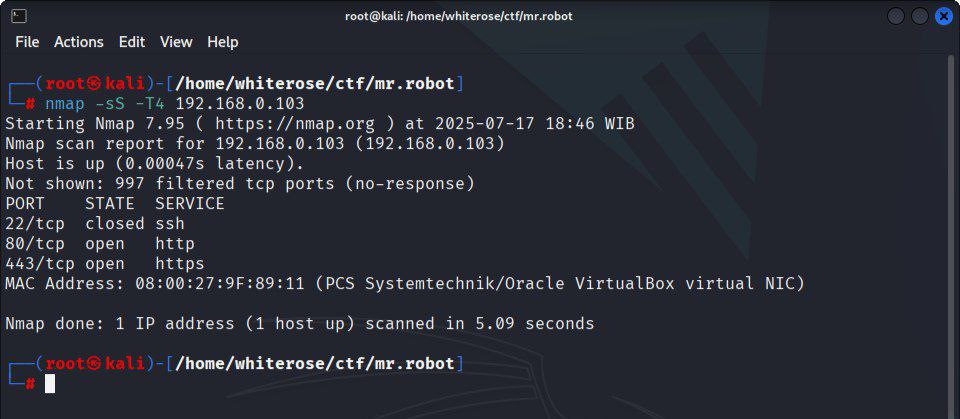 root@kali: /home/whiterose/ctf/mr.robot
File Actions Edit View Help
┌──(root㉿kali)-[/home/whiterose/ctf/mr.robot]
└─# nmap -sS -T4 192.168.0.103
Starting Nmap 7.95 ( https://nmap.org ) at 2025-07-17 18:46 WIB
Nmap scan report for 192.168.0.103 (192.168.0.103)
Host is up (0.00047s latency).
Not shown: 997 filtered tcp ports (no-response)
PORT    STATE  SERVICE
22/tcp  closed ssh
80/tcp  open   http
443/tcp open   https
MAC Address: 08:00:27:9F:89:11 (PCS Systemtechnik/Oracle VirtualBox virtual NIC)
Nmap done: 1 IP address (1 host up) scanned in 5.09 seconds
┌──(root㉿kali)-[/home/whiterose/ctf/mr.robot]
└─#